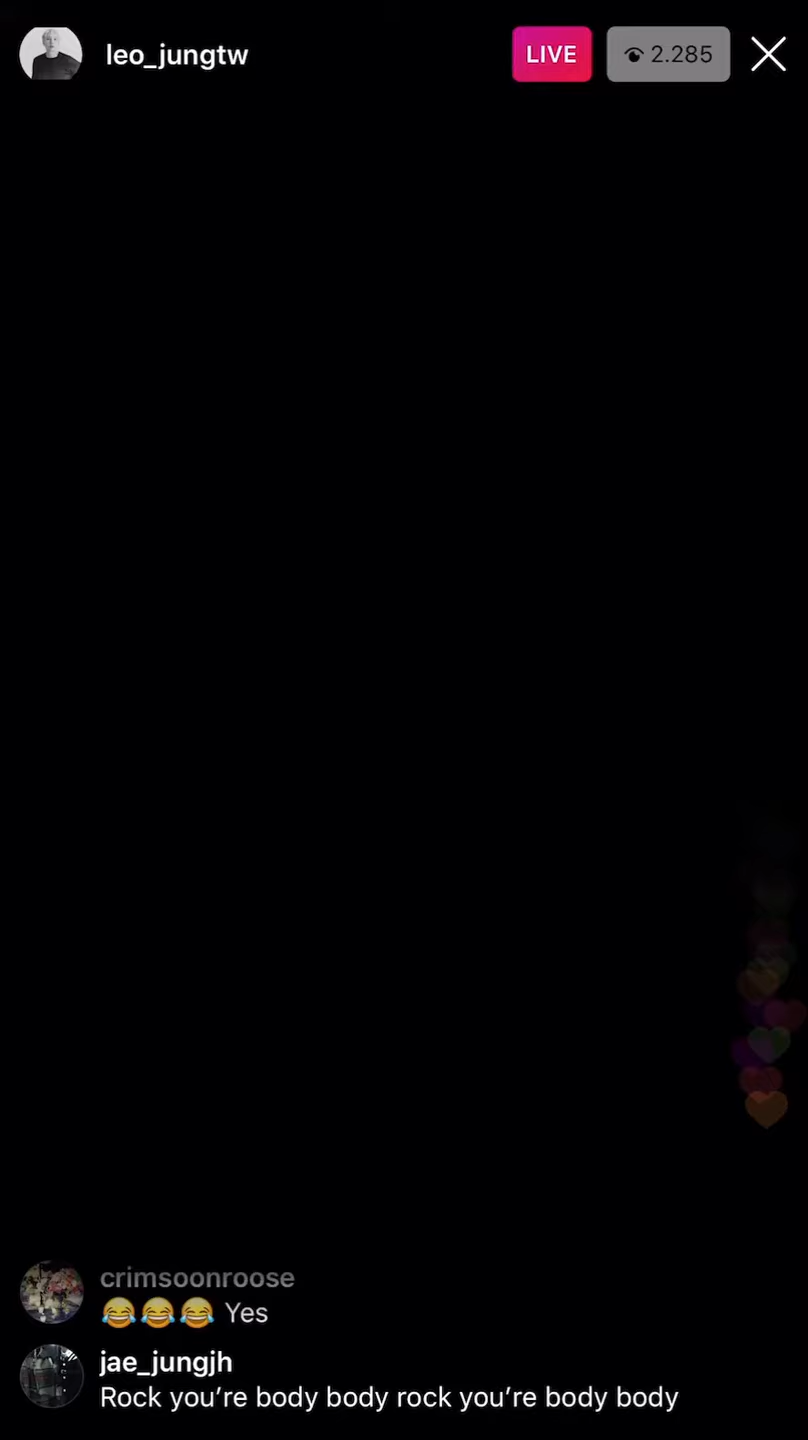 leo_jungtw
LIVE
2.285
crimsoonroose
😂😂😂 Yes
jae_jungjh
Rock you’re body body rock you’re body body